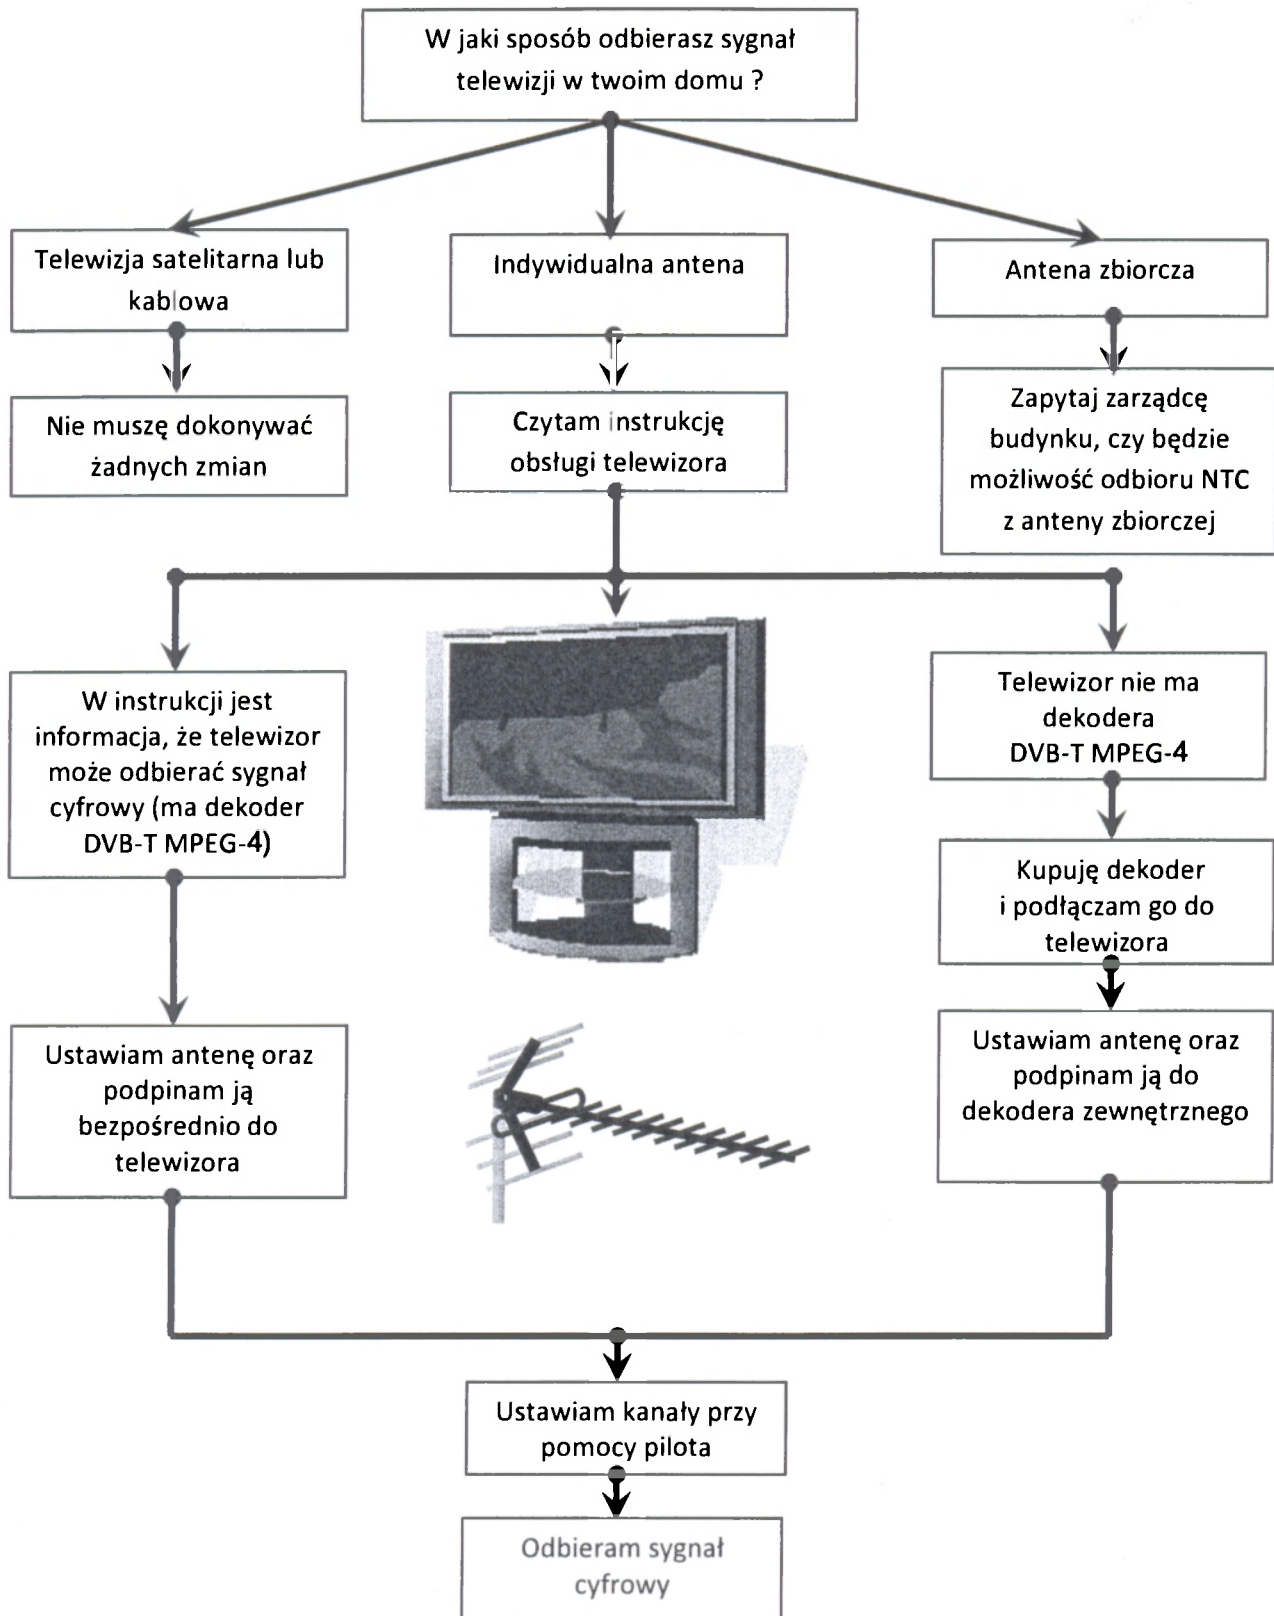 W jaki sposób odbierasz sygnał
telewizji w twoim domu ?
Telewizja satelitarna lub
kablowa
Indywidualna antena
Antena zbiorcza
Nie muszę dokonywać
żadnych zmian
Czytam instrukcję
obsługi telewizora
Zapytaj zarządcę
budynku, czy będzie
możliwość odbioru NTC
z anteny zbiorczej
W instrukcji jest
informacja, że telewizor
może odbierać sygnał
cyfrowy (ma dekoder
DVB-T MPEG-4)
Telewizor nie ma
dekodera
DVB-T MPEG-4
Kupuję dekoder
i podłączam go do
telewizora
Ustawiam antenę oraz
podpinam ją
bezpośrednio do
telewizora
Ustawiam antenę oraz
podpinam ją do
dekodera zewnętrznego
Ustawiam kanały przy
pomocy pilota
Odbieram sygnał
cyfrowy